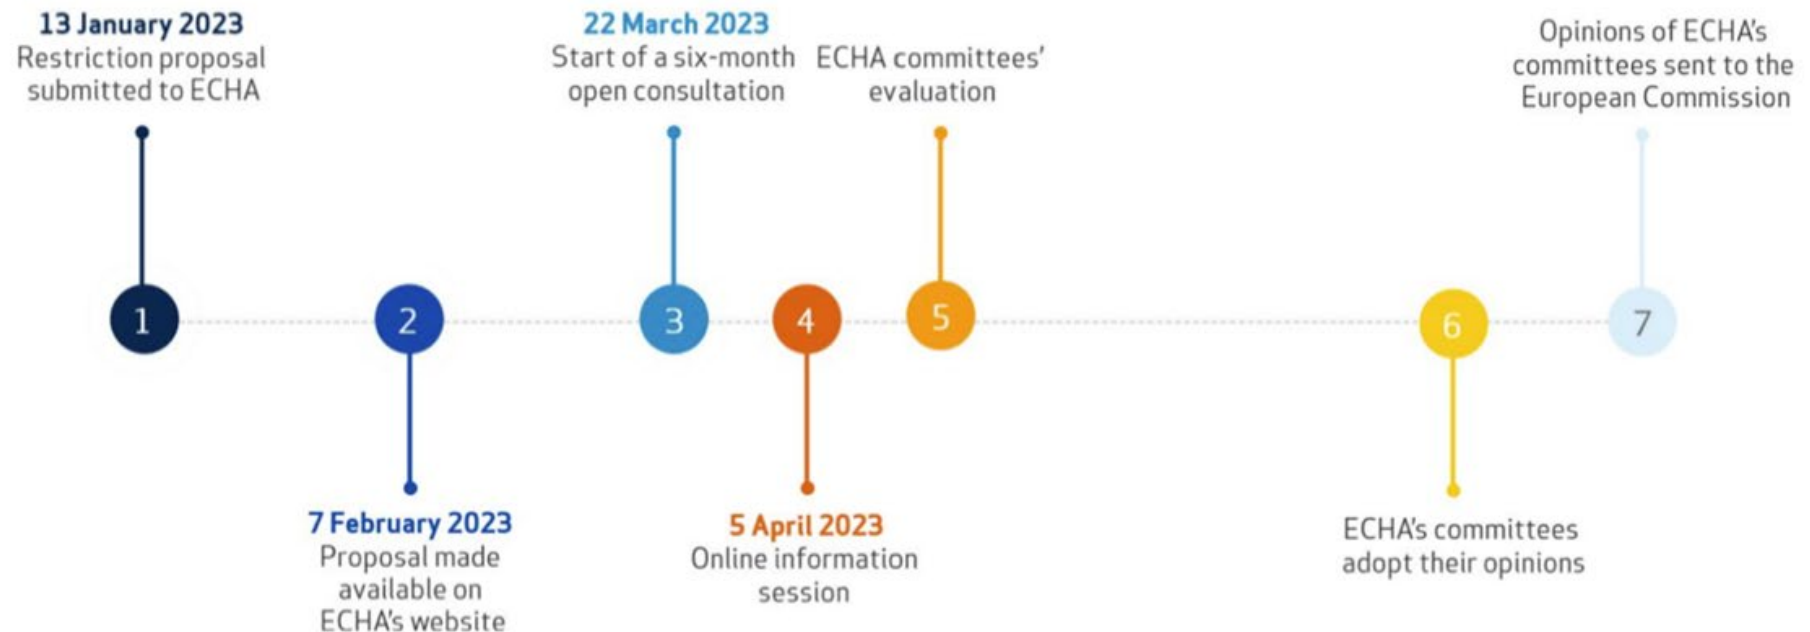 13 January 2023
Restriction proposal
submitted to ECHA
1
7 February 2023
Proposal made
available on
ECHA's website
2
22 March 2023
Start of a six-month
open consultation
3
5 April 2023
Online information
session
4
ECHA committees'
evaluation
5
ECHA's committees
adopt their opinions
6
Opinions of ECHA's
committees sent to the
European Commission
7